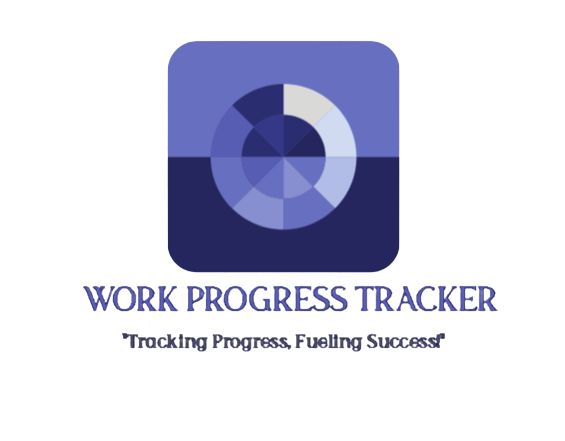 WORK PROGRESS TRACKER
"Tracking Progress, Fueling Success!"